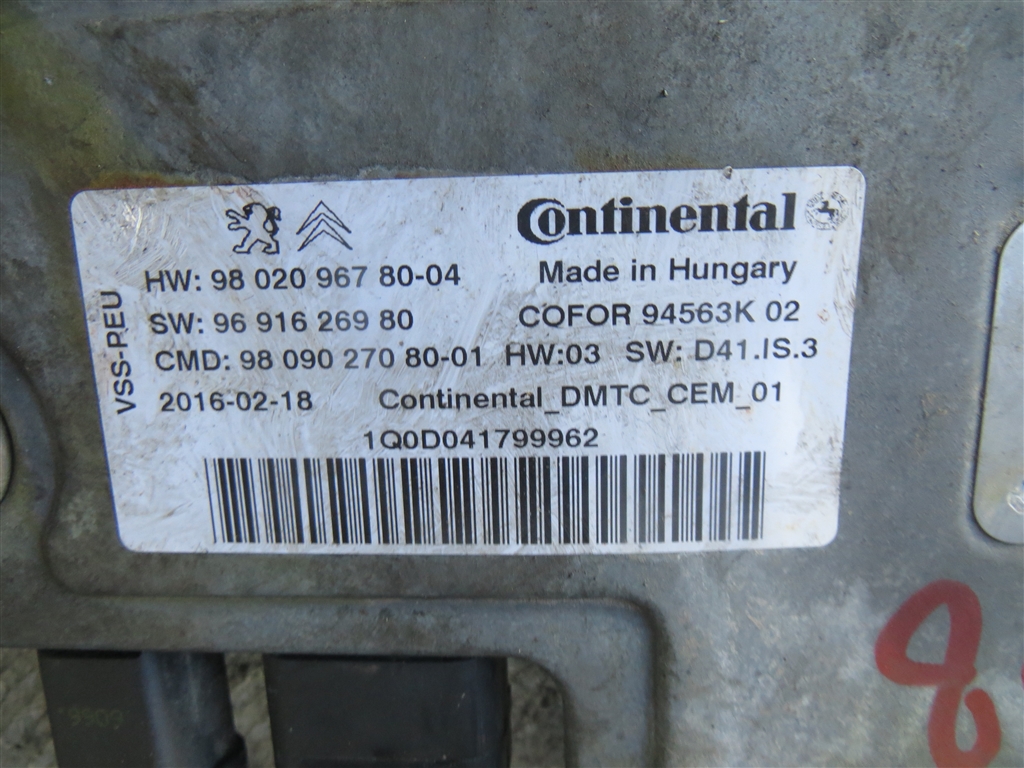 Continental
HW: 98 020 967 80-04 Made in Hungary
SW: 96 916 269 80 COFOR 94563K 02
CMD: 98 090 270 80-01 HW:03 SW: D41.IS.3
2016-02-18 Continental_DMTC_CEM_01
1Q0D041799962
VSS-PEU
8